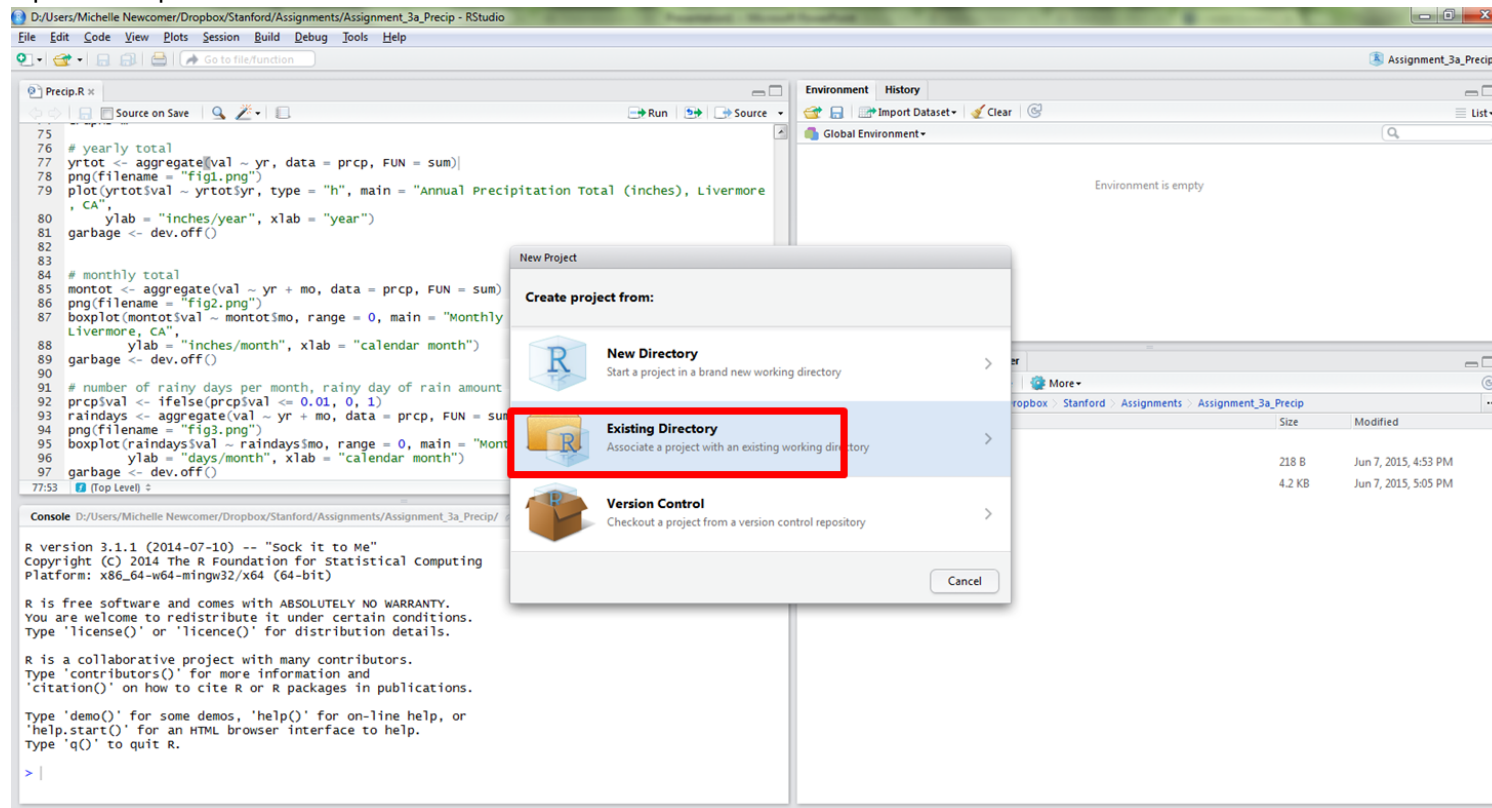 D:/Users/Michelle Newcomer/Dropbox/Stanford/Assignments/Assignment_3a_Precip - RStudio
File Edit Code View Plots Session Build Debug Tools Help
Go to file/function
Assignment_3a_Precip
Precip.R ×
Source on Save
Run
Source
75
76 # yearly total
77 yrtot <- aggregate(val ~ yr, data = prcp, FUN = sum)
78 png(filename = "fig1.png")
79 plot(yrtot$val ~ yrtot$yr, type = "h", main = "Annual Precipitation Total (inches), Livermore
, CA",
80 ylab = "inches/year", xlab = "year")
81 garbage <- dev.off()
82
83
84 # monthly total
85 montot <- aggregate(val ~ yr + mo, data = prcp, FUN = sum)
86 png(filename = "fig2.png")
87 boxplot(montot$val ~ montot$mo, range = 0, main = "Monthly
Livermore, CA",
88 ylab = "inches/month", xlab = "calendar month")
89 garbage <- dev.off()
90
91 # number of rainy days per month, rainy day of rain amount
92 prcp$val <- ifelse(prcp$val <= 0.01, 0, 1)
93 raindays <- aggregate(val ~ yr + mo, data = prcp, FUN = sum
94 png(filename = "fig3.png")
95 boxplot(raindays$val ~ raindays$mo, range = 0, main = "Mont
96 ylab = "days/month", xlab = "calendar month")
97 garbage <- dev.off()
77:53 (Top Level)
Console D:/Users/Michelle Newcomer/Dropbox/Stanford/Assignments/Assignment_3a_Precip/
R version 3.1.1 (2014-07-10) -- "Sock it to Me"
Copyright (C) 2014 The R Foundation for Statistical Computing
Platform: x86_64-w64-mingw32/x64 (64-bit)
R is free software and comes with ABSOLUTELY NO WARRANTY.
You are welcome to redistribute it under certain conditions.
Type 'license()' or 'licence()' for distribution details.
R is a collaborative project with many contributors.
Type 'contributors()' for more information and
'citation()' on how to cite R or R packages in publications.
Type 'demo()' for some demos, 'help()' for on-line help, or
'help.start()' for an HTML browser interface to help.
Type 'q()' to quit R.
>
New Project
Create project from:
New Directory
Start a project in a brand new working directory
Existing Directory
Associate a project with an existing working directory
Version Control
Checkout a project from a version control repository
Cancel
Environment History
Import Dataset Clear List
Global Environment
Environment is empty
er
More
ropbox Stanford Assignments Assignment_3a_Precip
Size Modified
218 B Jun 7, 2015, 4:53 PM
4.2 KB Jun 7, 2015, 5:05 PM